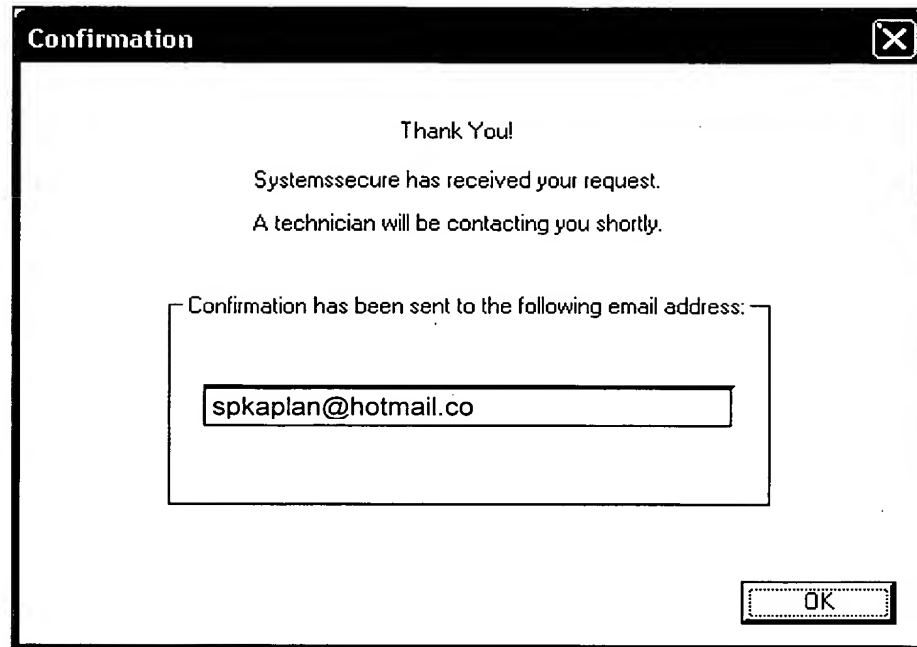 Confirmation
Thank You!
Systemssecure has received your request.
A technician will be contacting you shortly.
Confirmation has been sent to the following email address:
spkaplan@hotmail.co
OK